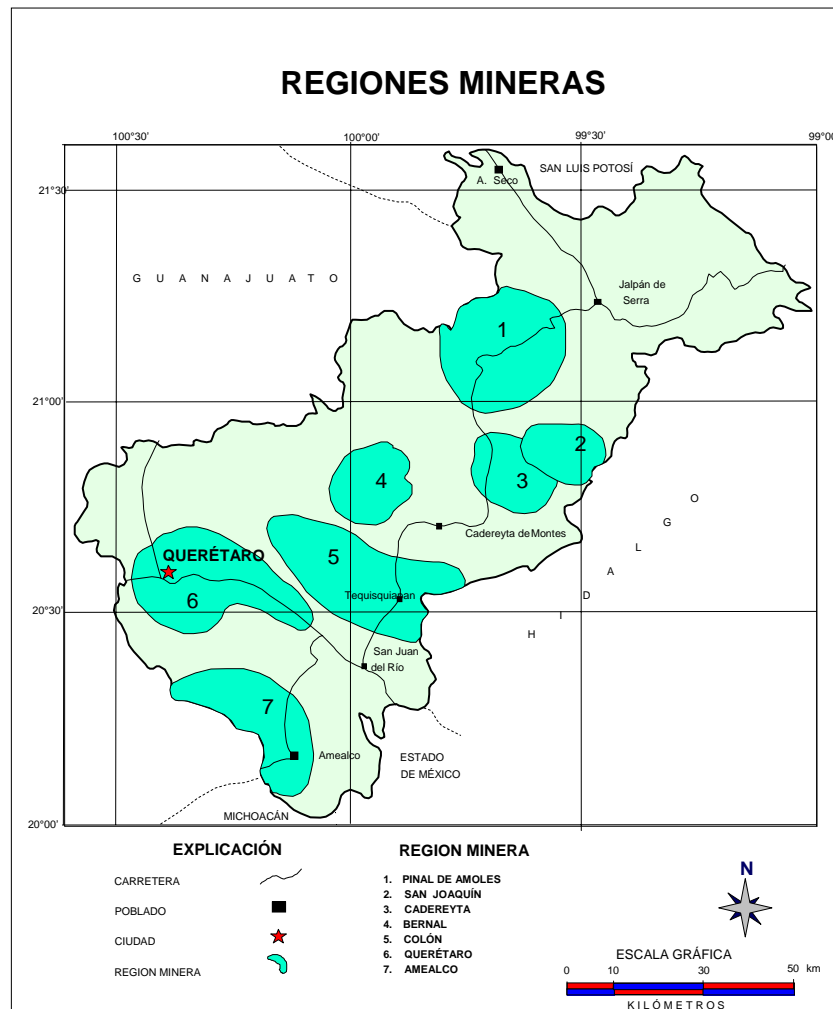 REGIONES MINERAS
100°30' 100°00' 99°30' 99°00'
SAN LUIS POTOSÍ
A. Seco
21°30'
GUANAJUATO
Jalpán de
Serra
1
21°00'
2
3
4
Cadereyta de Montes
HIDALGO
5
QUERÉTARO
Tequisquiapan
6
20°30'
San Juan
del Río
7
Amealco
ESTADO
DE MÉXICO
MICHOACÁN
20°00'
EXPLICACIÓN
CARRETERA
POBLADO
CIUDAD
REGION MINERA
REGION MINERA
1. PINAL DE AMOLES
2. SAN JOAQUÍN
3. CADEREYTA
4. BERNAL
5. COLÓN
6. QUERÉTARO
7. AMEALCO
N
ESCALA GRÁFICA
0 10 30 50 km
KILÓMETROS